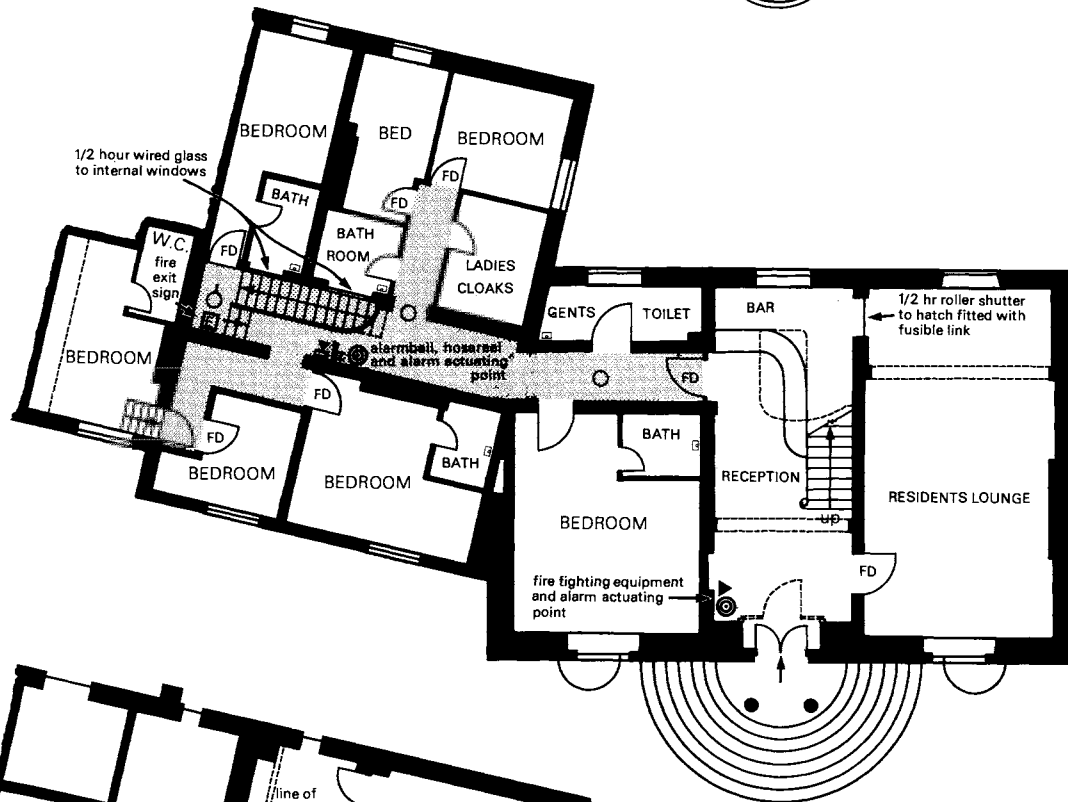 BEDROOM
BED
BEDROOM
1/2 hour wired glass
to internal windows
FD
BATH
FD
W.C.
fire
exit
sign
FD
BATH
ROOM
LADIES
CLOAKS
GENTS
TOILET
BAR
1/2 hr roller shutter
to hatch fitted with
fusible link
BEDROOM
alarmbell, hosereel
and alarm actuating
point
FD
FD
FD
BATH
BATH
BEDROOM
BEDROOM
RECEPTION
RESIDENTS LOUNGE
BEDROOM
up
FD
fire fighting equipment
and alarm actuating
point
line of